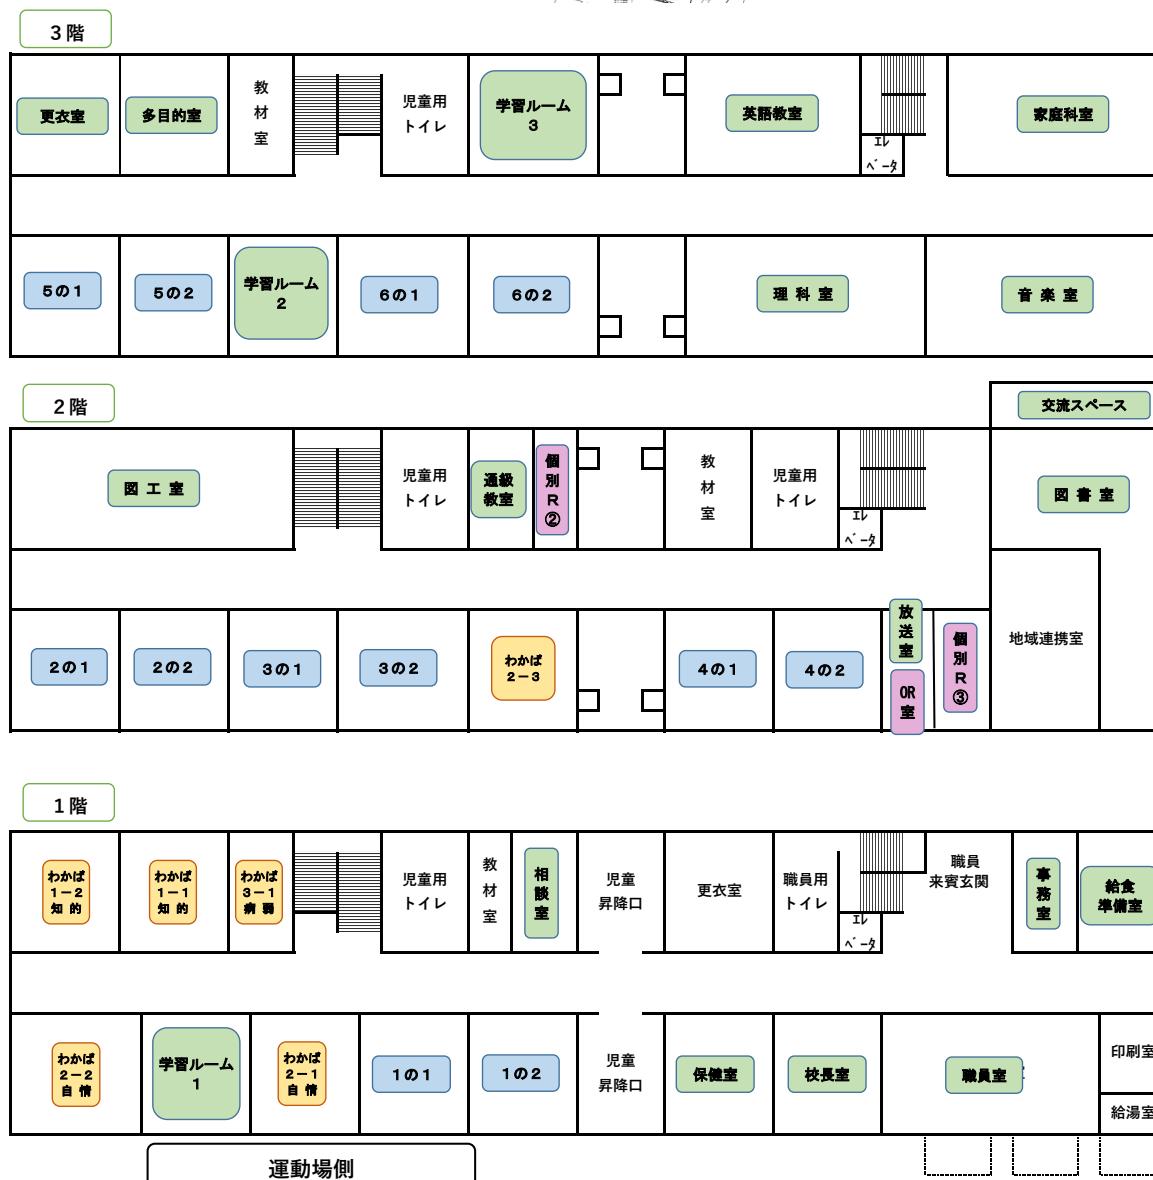 3階
更衣室
多目的室
教材室
児童用
トイレ
学習ルーム
3
英語教室
エレ
ベータ
家庭科室
5の1
5の2
学習ルーム
2
6の1
6の2
理科室
音楽室
2階
交流スペース
図工室
児童用
トイレ
通級
教室
個別R②
教材室
児童用
トイレ
エレ
ベータ
図書室
2の1
2の2
3の1
3の2
わかば
2－3
4の1
4の2
放送室
OR室
個別R③
地域連携室
1階
わかば
1－2
知的
わかば
1－1
知的
わかば
3－1
病弱
児童用
トイレ
教材室
相談室
児童
昇降口
更衣室
職員用
トイレ
エレ
ベータ
職員
来賓玄関
事務室
給食
準備室
わかば
2－2
自情
学習ルーム
1
わかば
2－1
自情
1の1
1の2
児童
昇降口
保健室
校長室
職員室
印刷室
給湯室
運動場側